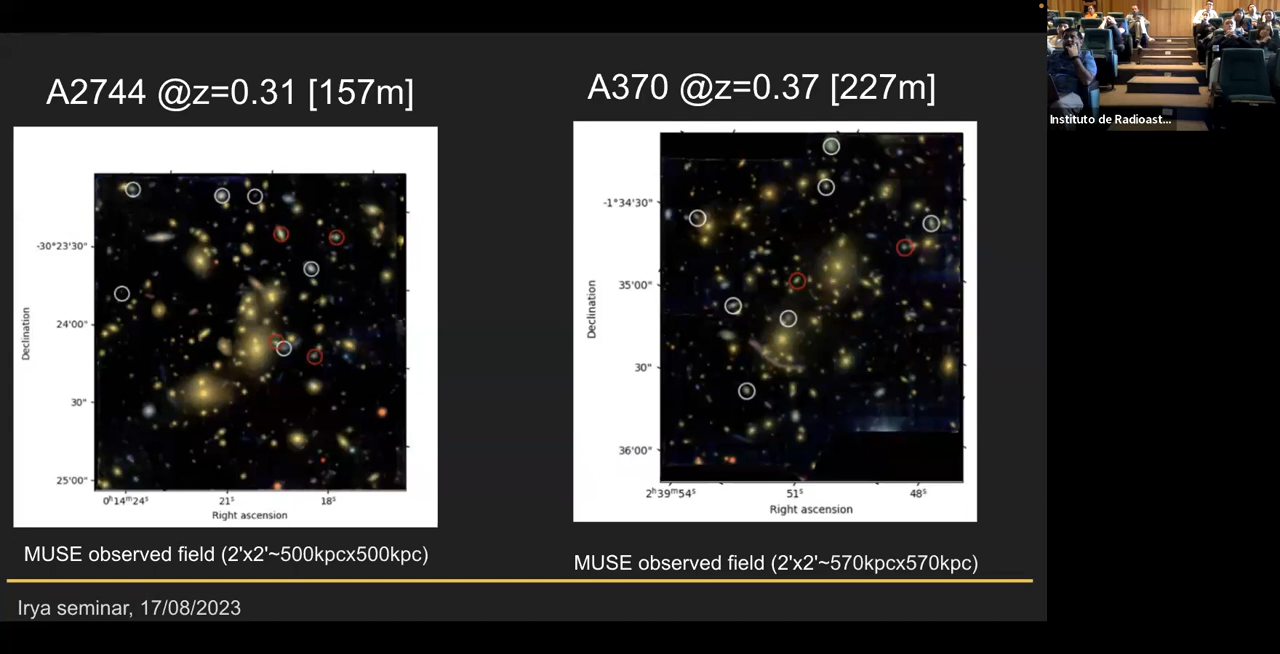 A2744 @z=0.31 [157m]
A370 @z=0.37 [227m]
Instituto de Radioast...
-30°23'30"
24'00"
30"
25'00"
Declination
0ʰ14ᵐ24ˢ
21ˢ
18ˢ
Right ascension
-1°34'30"
35'00"
30"
36'00"
Declination
2ʰ39ᵐ54ˢ
51ˢ
48ˢ
Right ascension
MUSE observed field (2'x2'~500kpcx500kpc)
MUSE observed field (2'x2'~570kpcx570kpc)
Irya seminar, 17/08/2023